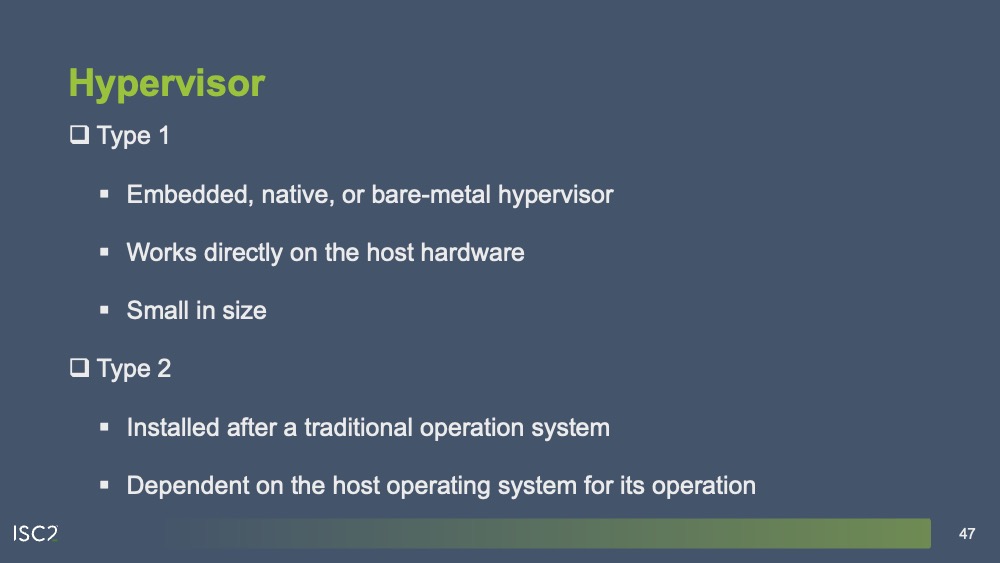 Hypervisor
❑ Type 1
▪ Embedded, native, or bare-metal hypervisor
▪ Works directly on the host hardware
▪ Small in size
❑ Type 2
▪ Installed after a traditional operation system
▪ Dependent on the host operating system for its operation
ISC2
47